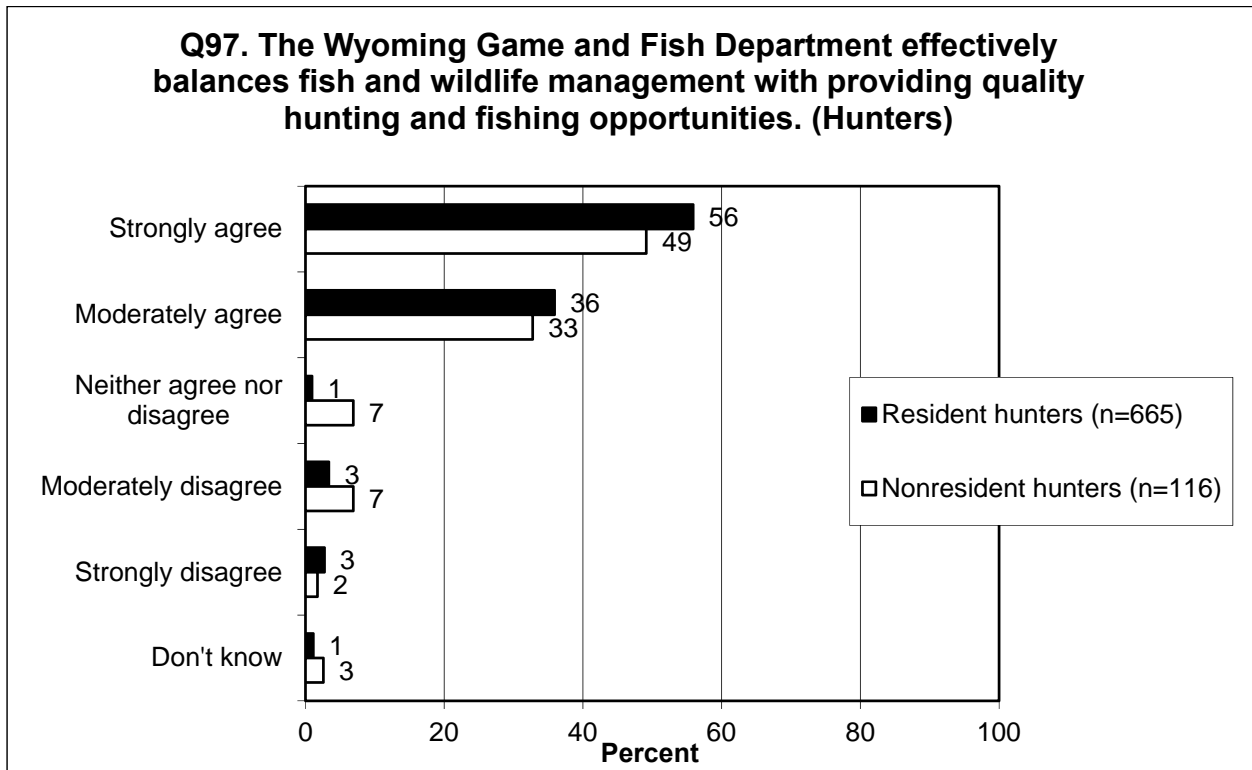 Q97. The Wyoming Game and Fish Department effectively
balances fish and wildlife management with providing quality
hunting and fishing opportunities. (Hunters)
Strongly agree
56
49
Moderately agree
36
33
Neither agree nor
disagree
1
7
Moderately disagree
3
7
Strongly disagree
3
2
Don't know
1
3
Resident hunters (n=665)
Nonresident hunters (n=116)
0 20 40 60 80 100
Percent